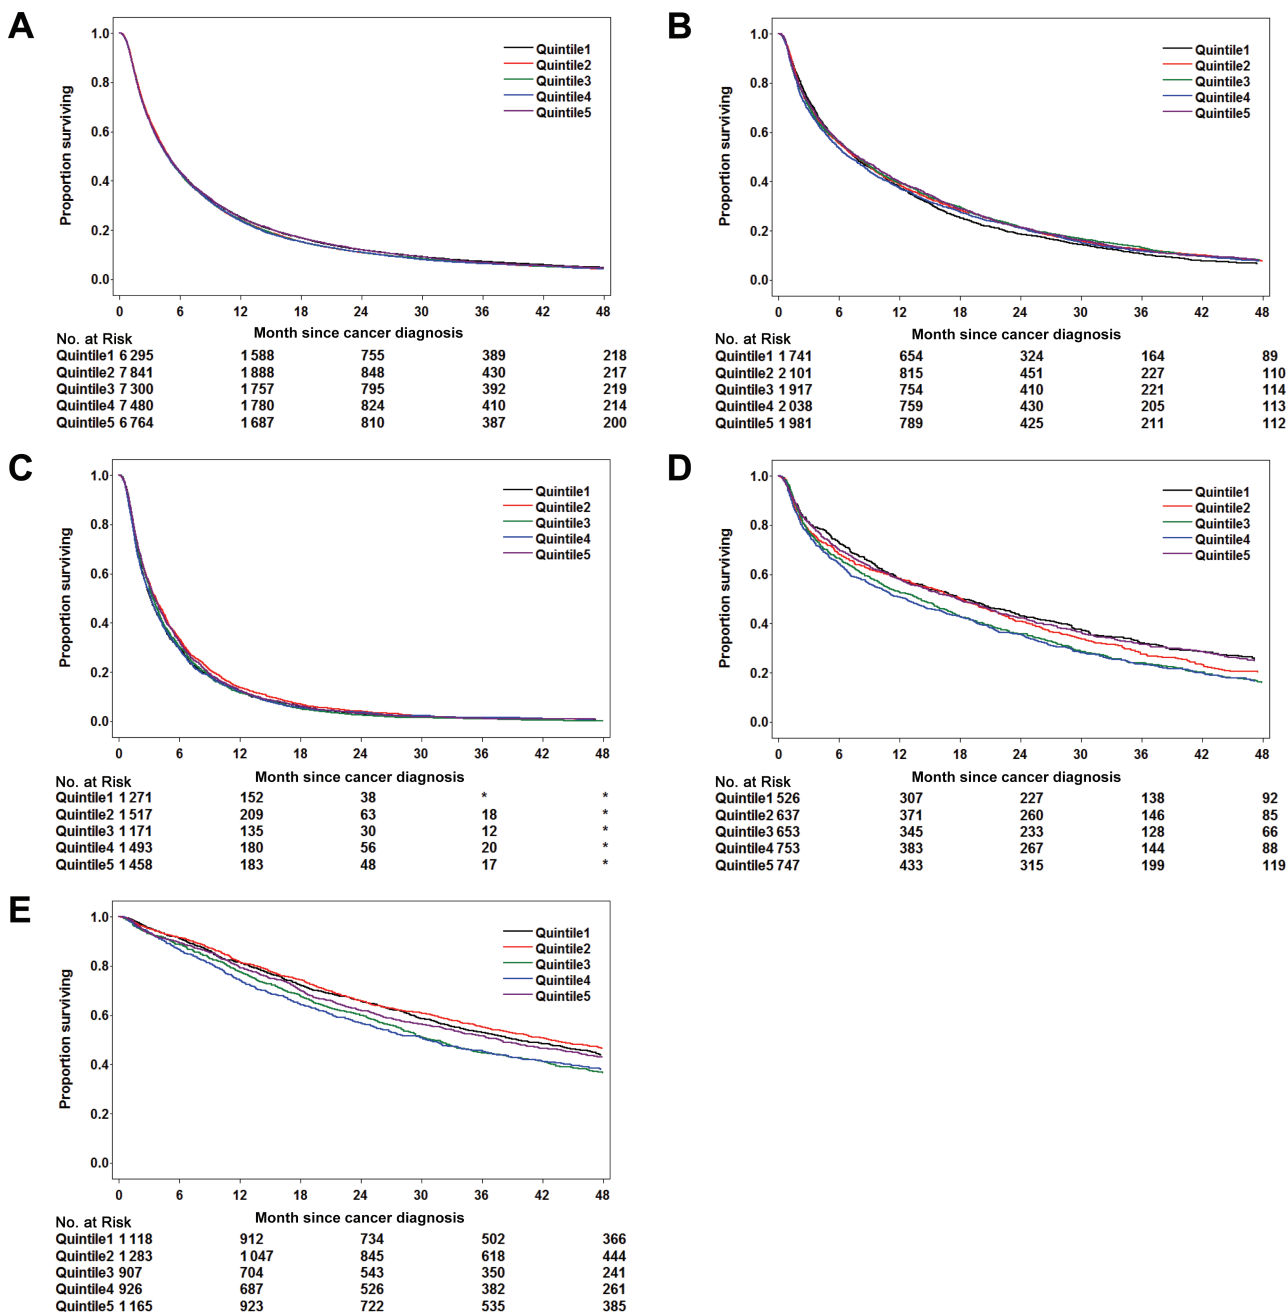 A
Proportion surviving
1.0
0.8
0.6
0.4
0.2
0.0
Quintile1
Quintile2
Quintile3
Quintile4
Quintile5
0 6 12 18 24 30 36 42 48
Month since cancer diagnosis
No. at Risk
Quintile1 6 295 1 588 755 389 218
Quintile2 7 841 1 888 848 430 217
Quintile3 7 300 1 757 795 392 219
Quintile4 7 480 1 780 824 410 214
Quintile5 6 764 1 687 810 387 200
B
Proportion surviving
1.0
0.8
0.6
0.4
0.2
0.0
Quintile1
Quintile2
Quintile3
Quintile4
Quintile5
0 6 12 18 24 30 36 42 48
Month since cancer diagnosis
No. at Risk
Quintile1 1 741 654 324 164 89
Quintile2 2 101 815 451 227 110
Quintile3 1 917 754 410 221 114
Quintile4 2 038 759 430 205 113
Quintile5 1 981 789 425 211 112
C
Proportion surviving
1.0
0.8
0.6
0.4
0.2
0.0
Quintile1
Quintile2
Quintile3
Quintile4
Quintile5
0 6 12 18 24 30 36 42 48
Month since cancer diagnosis
No. at Risk
Quintile1 1 271 152 38 * *
Quintile2 1 517 209 63 18 *
Quintile3 1 171 135 30 12 *
Quintile4 1 493 180 56 20 *
Quintile5 1 458 183 48 17 *
D
Proportion surviving
1.0
0.8
0.6
0.4
0.2
0.0
Quintile1
Quintile2
Quintile3
Quintile4
Quintile5
0 6 12 18 24 30 36 42 48
Month since cancer diagnosis
No. at Risk
Quintile1 526 307 227 138 92
Quintile2 637 371 260 146 85
Quintile3 653 345 233 128 66
Quintile4 753 383 267 144 88
Quintile5 747 433 315 199 119
E
Proportion surviving
1.0
0.8
0.6
0.4
0.2
0.0
Quintile1
Quintile2
Quintile3
Quintile4
Quintile5
0 6 12 18 24 30 36 42 48
Month since cancer diagnosis
No. at Risk
Quintile1 1 118 912 734 502 366
Quintile2 1 283 1 047 845 618 444
Quintile3 907 704 543 350 241
Quintile4 926 687 526 382 261
Quintile5 1 165 923 722 535 385